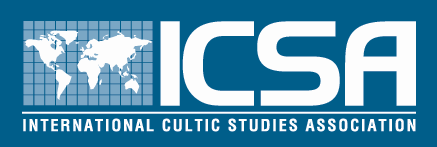 ICSA
INTERNATIONAL CULTIC STUDIES ASSOCIATION